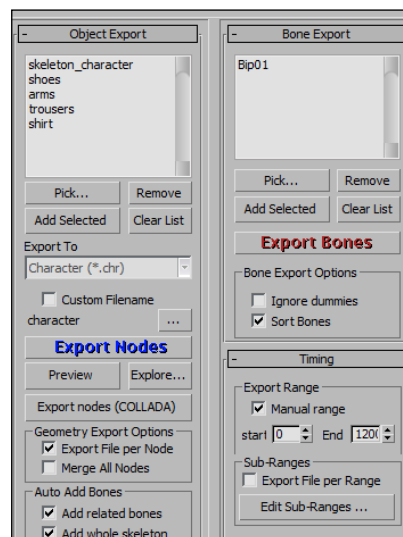 Object Export
skeleton_character
shoes
arms
trousers
shirt
Pick...
Remove
Add Selected
Clear List
Export To
Character (*.chr)
Custom Filename
character
...
Export Nodes
Preview
Explore...
Export nodes (COLLADA)
Geometry Export Options
Export File per Node
Merge All Nodes
Auto Add Bones
Add related bones
Add whole skeleton
Bone Export
Bip01
Pick...
Remove
Add Selected
Clear List
Export Bones
Bone Export Options
Ignore dummies
Sort Bones
Timing
Export Range
Manual range
start 0 End 120
Sub-Ranges
Export File per Range
Edit Sub-Ranges ...